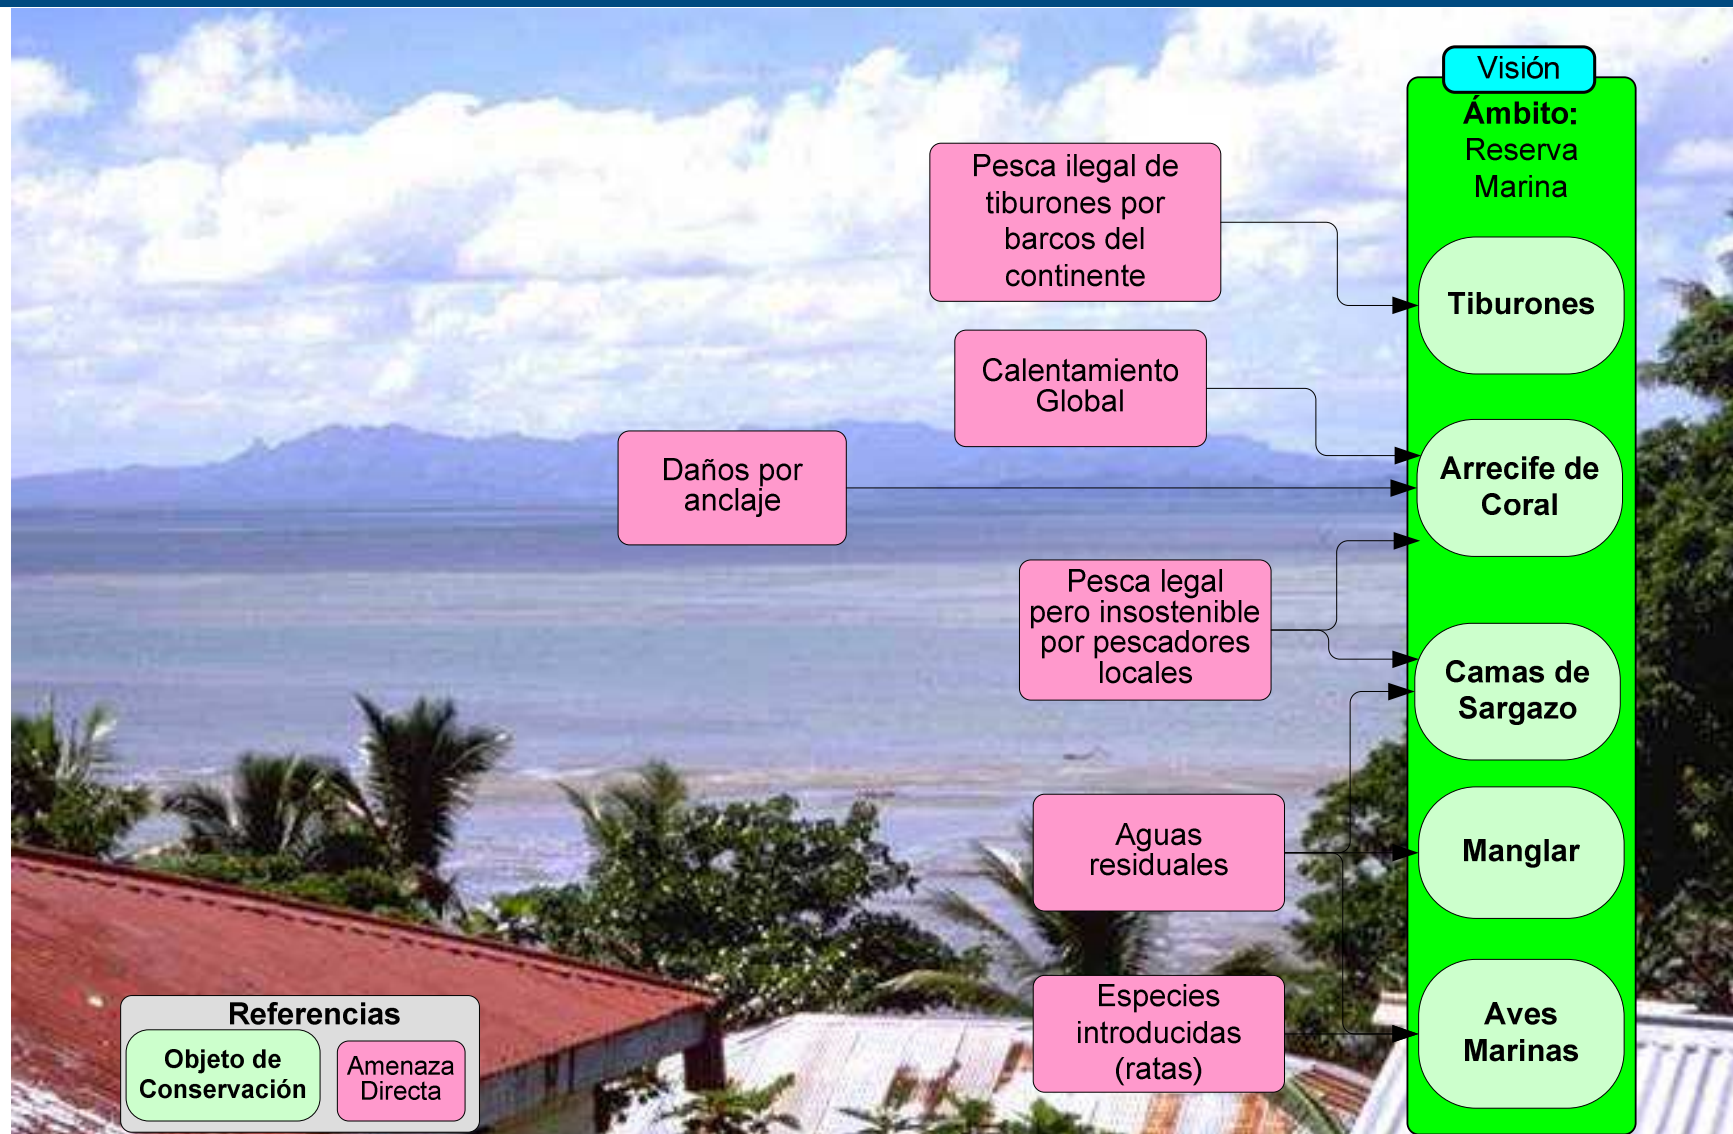 Visión
Ámbito:
Reserva
Marina
Pesca ilegal de
tiburones por
barcos del
continente
Tiburones
Calentamiento
Global
Daños por
anclaje
Arrecife de
Coral
Pesca legal
pero insostenible
por pescadores
locales
Camas de
Sargazo
Aguas
residuales
Manglar
Especies
introducidas
(ratas)
Aves
Marinas
Referencias
Objeto de
Conservación
Amenaza
Directa